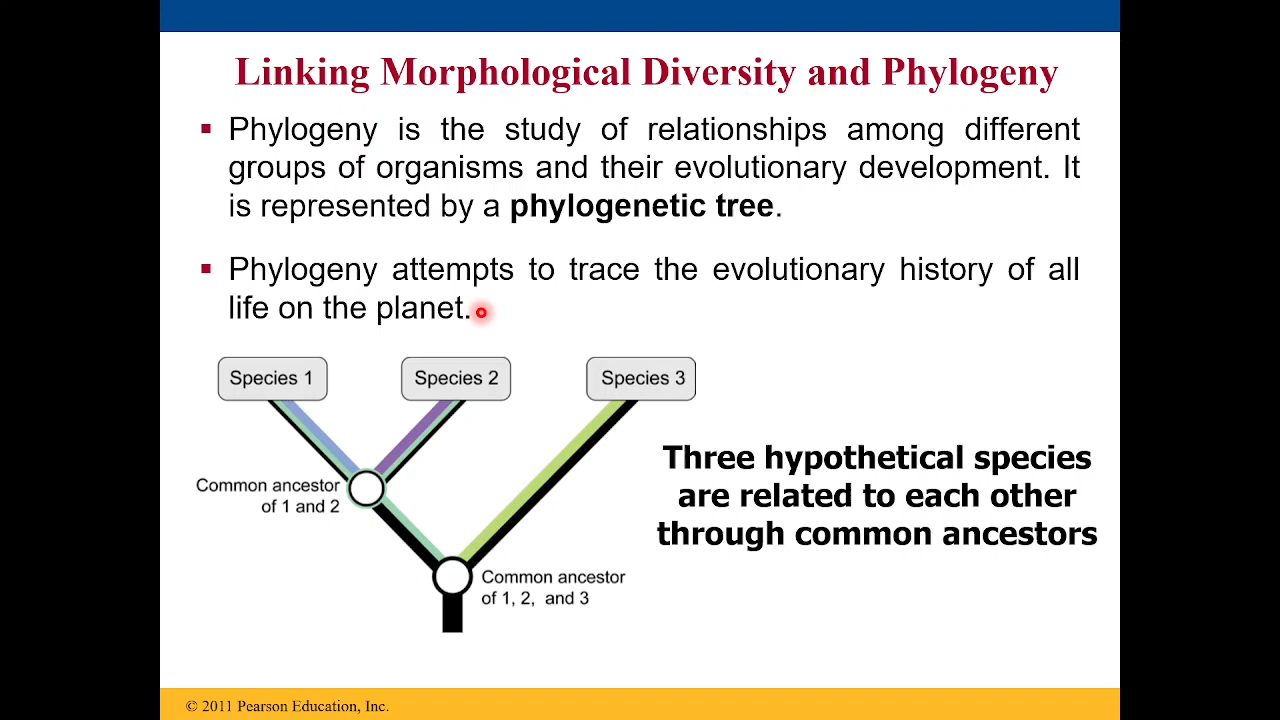 Linking Morphological Diversity and Phylogeny
Phylogeny is the study of relationships among different
groups of organisms and their evolutionary development. It
is represented by a phylogenetic tree.
Phylogeny attempts to trace the evolutionary history of all
life on the planet.
Species 1
Species 2
Species 3
Common ancestor
of 1 and 2
Three hypothetical species
are related to each other
through common ancestors
Common ancestor
of 1, 2, and 3
© 2011 Pearson Education, Inc.